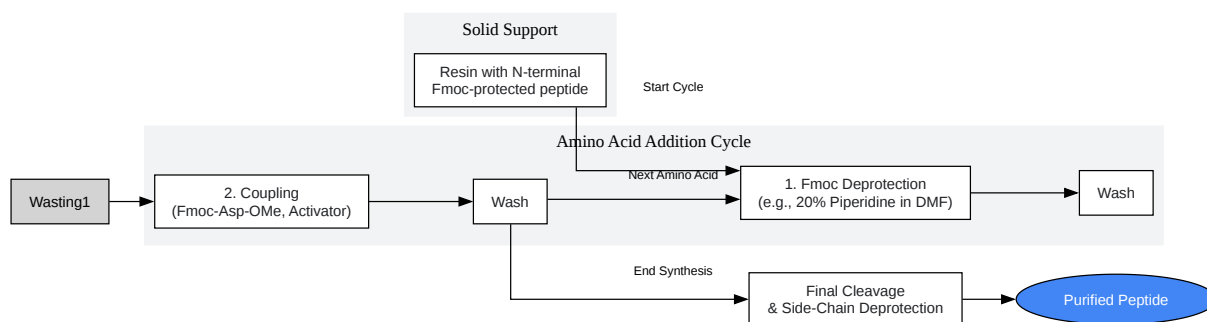 Solid Support
Resin with N-terminal
Fmoc-protected peptide
Start Cycle
Amino Acid Addition Cycle
Wasting1
2. Coupling
(Fmoc-Asp-OMe, Activator)
Wash
Next Amino Acid
1. Fmoc Deprotection
(e.g., 20% Piperidine in DMF)
Wash
End Synthesis
Final Cleavage
& Side-Chain Deprotection
Purified Peptide